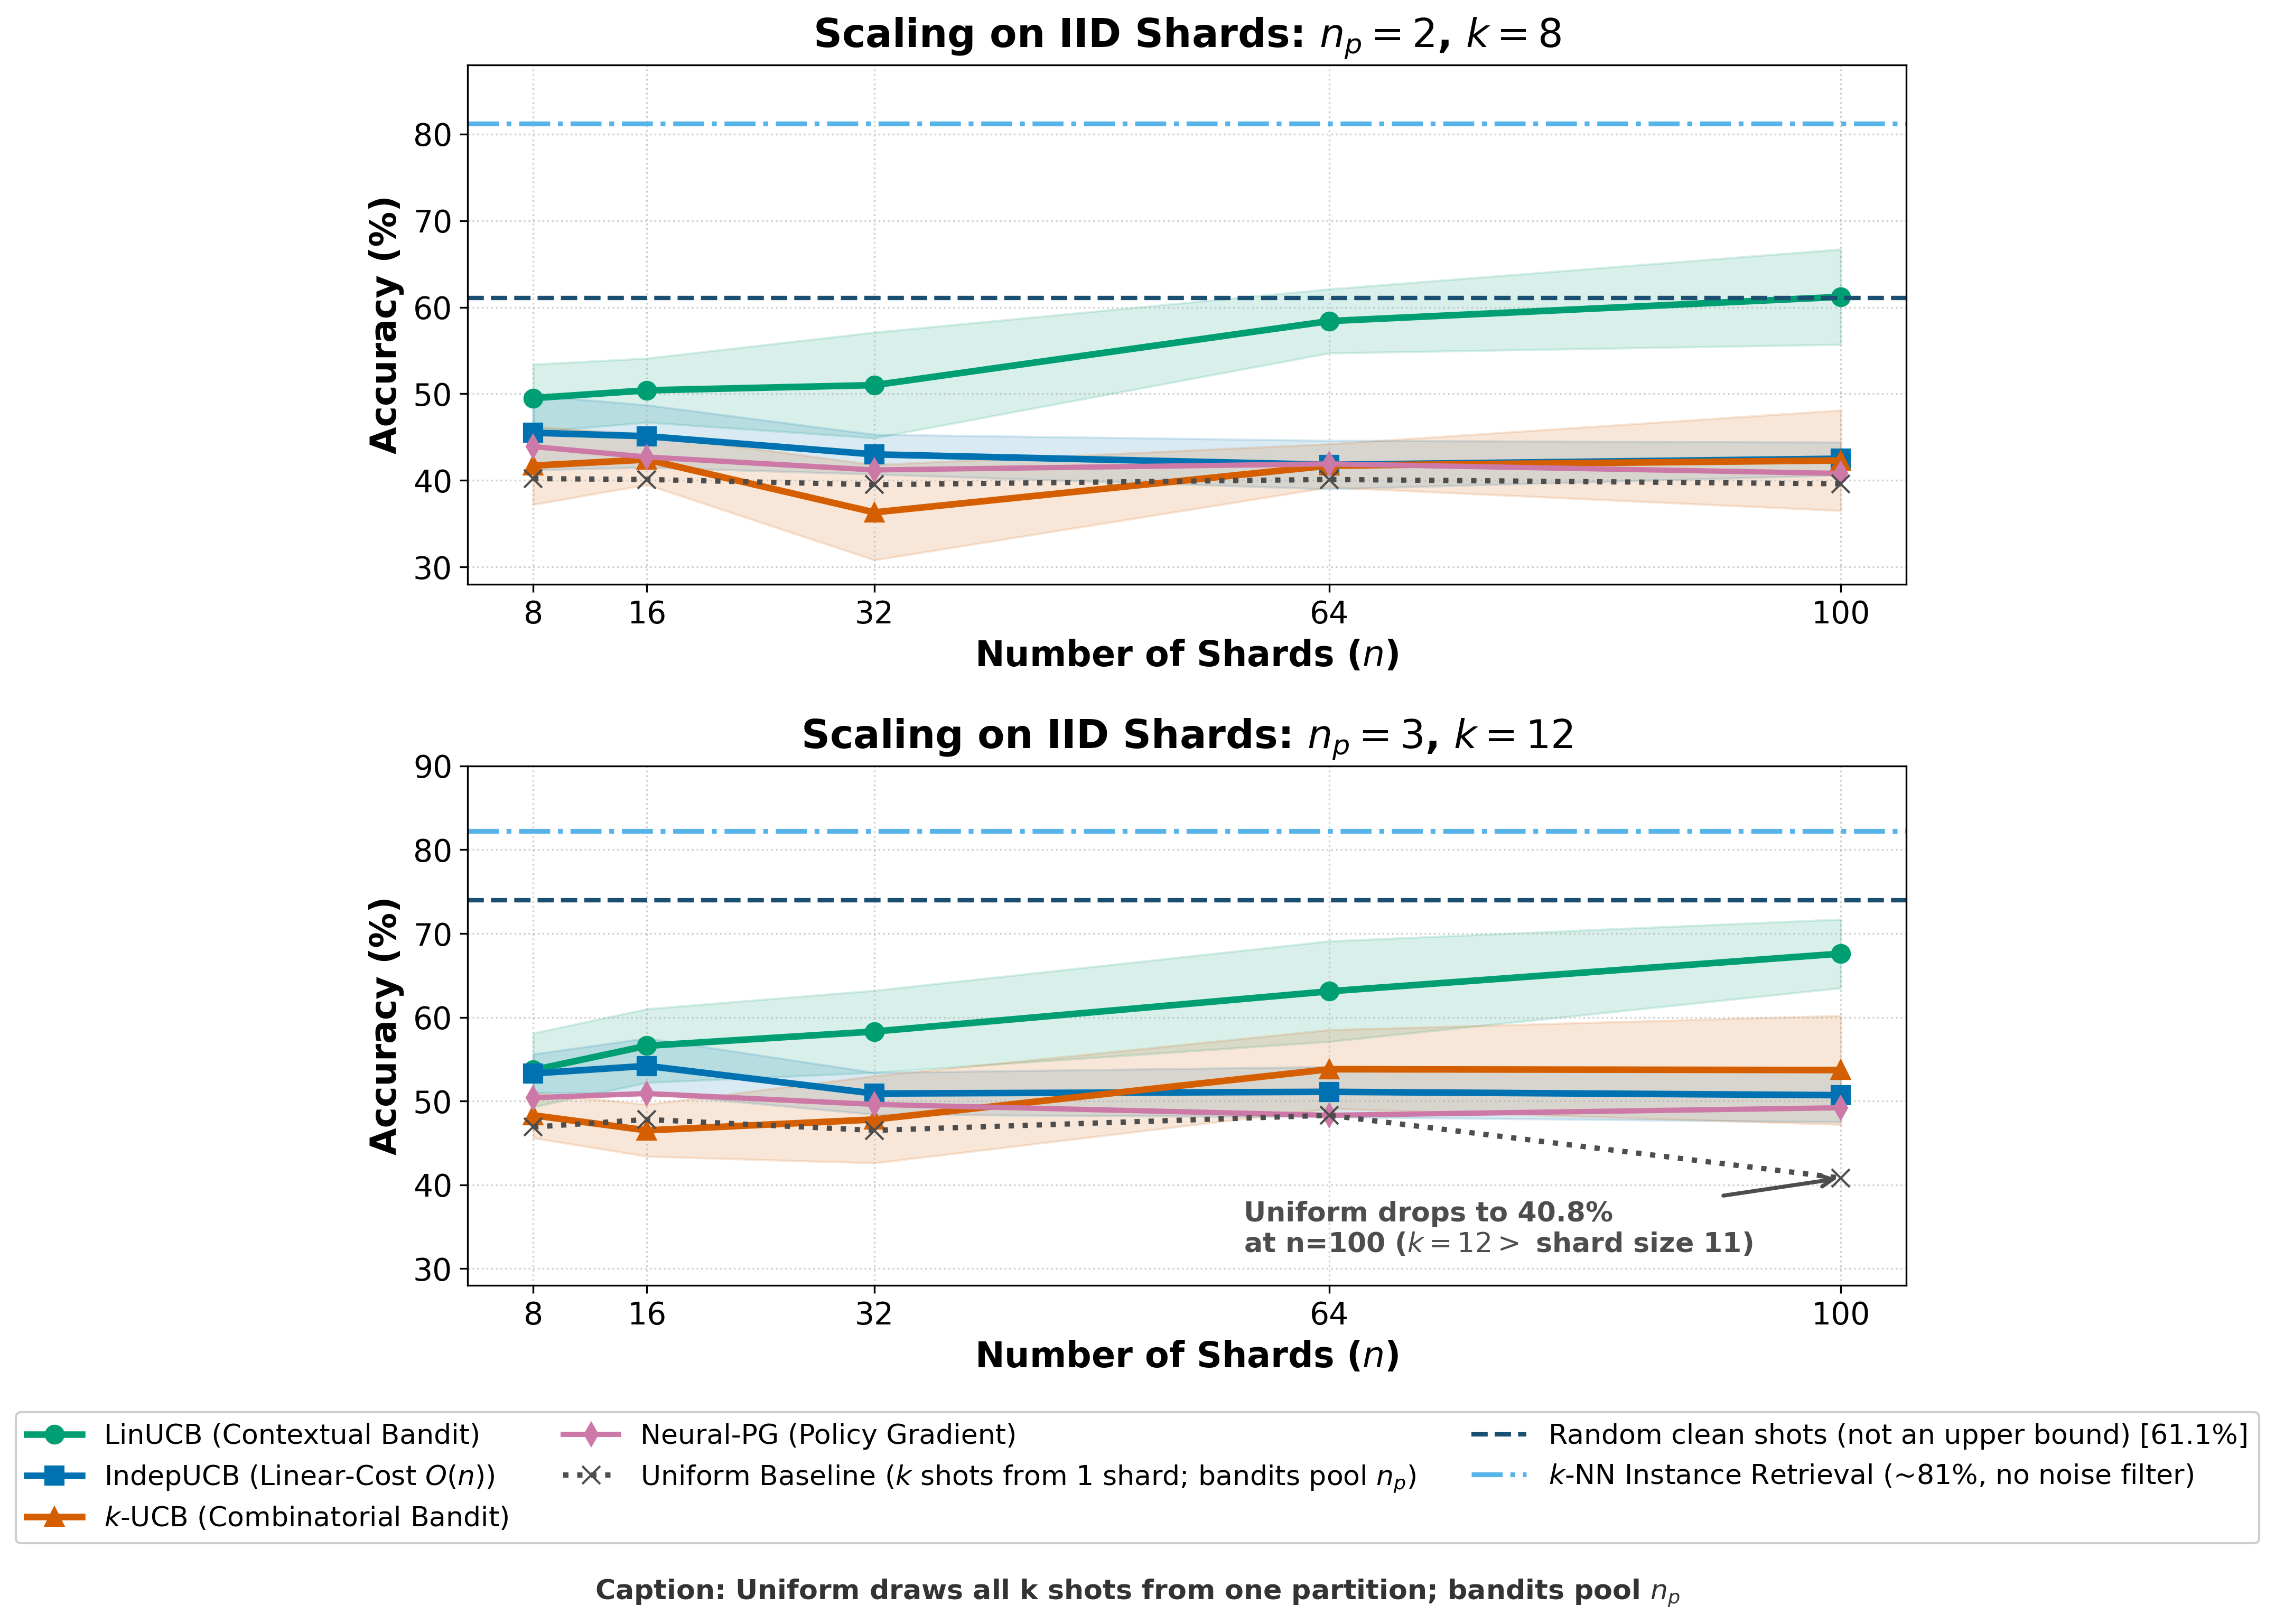 Scaling on IID Shards: n_p = 2, k = 8
Accuracy (%)
80
70
60
50
40
30
8 16 32 64 100
Number of Shards (n)
Scaling on IID Shards: n_p = 3, k = 12
Accuracy (%)
90
80
70
60
50
40
30
Uniform drops to 40.8%
at n=100 (k = 12 > shard size 11)
8 16 32 64 100
Number of Shards (n)
LinUCB (Contextual Bandit)
IndepUCB (Linear-Cost O(n))
k-UCB (Combinatorial Bandit)
Neural-PG (Policy Gradient)
Uniform Baseline (k shots from 1 shard; bandits pool n_p)
Random clean shots (not an upper bound) [61.1%]
k-NN Instance Retrieval (~81%, no noise filter)
Caption: Uniform draws all k shots from one partition; bandits pool n_p